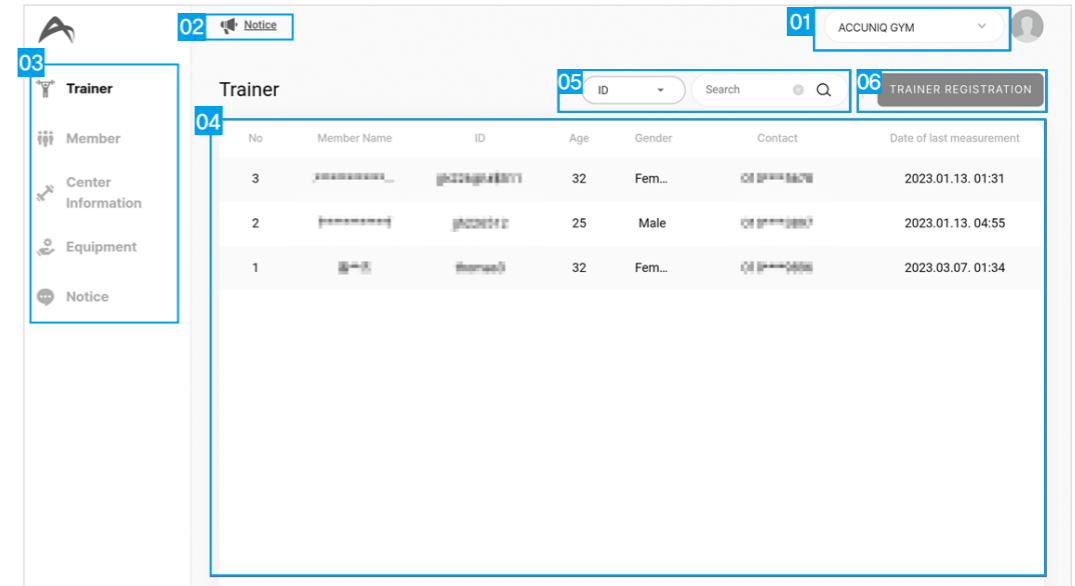 01
ACCUNIQ GYM
02
Notice
03
Trainer
Member
Center
Information
Equipment
Notice
Trainer
05
ID
Search
06
TRAINER REGISTRATION
04
No Member Name ID Age Gender Contact Date of last measurement
3 32 Fem... 2023.01.13. 01:31
2 25 Male 2023.01.13. 04:55
1 32 Fem... 2023.03.07. 01:34